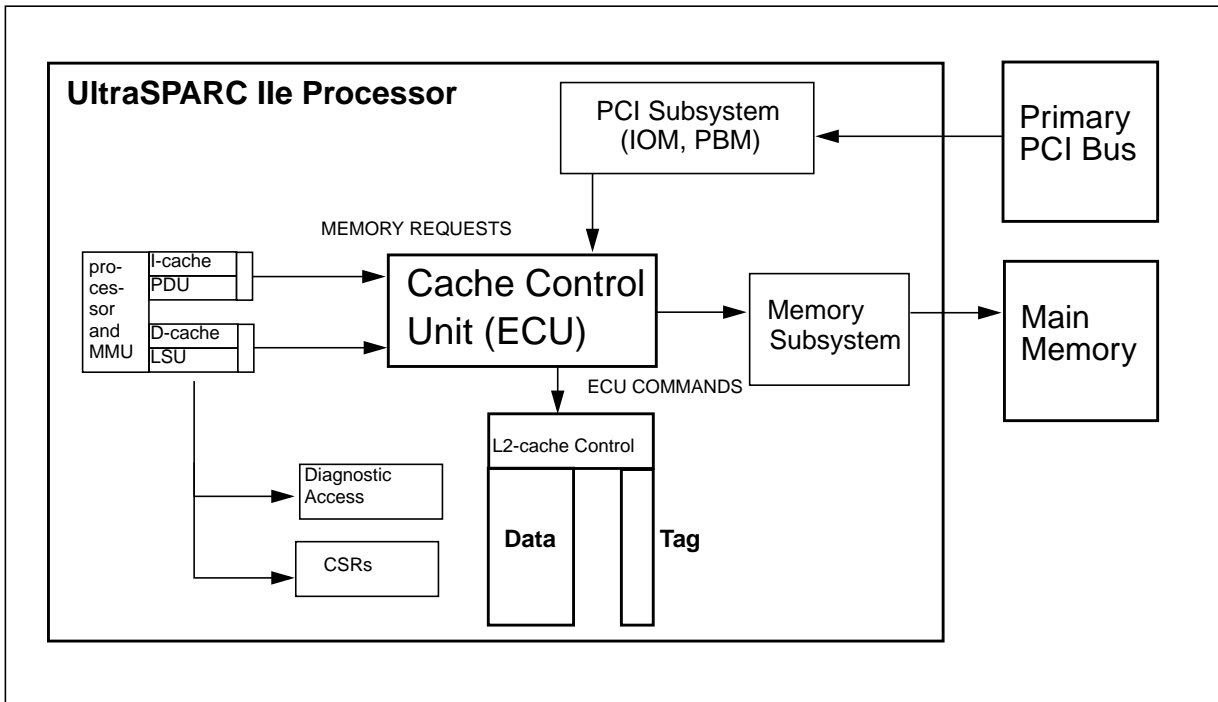 UltraSPARC IIe Processor
PCI Subsystem
(IOM, PBM)
Primary
PCI Bus
MEMORY REQUESTS
pro-
ces-
sor
and
MMU
I-cache
PDU
D-cache
LSU
Cache Control
Unit (ECU)
Memory
Subsystem
Main
Memory
ECU COMMANDS
L2-cache Control
Diagnostic
Access
Data
Tag
CSRs